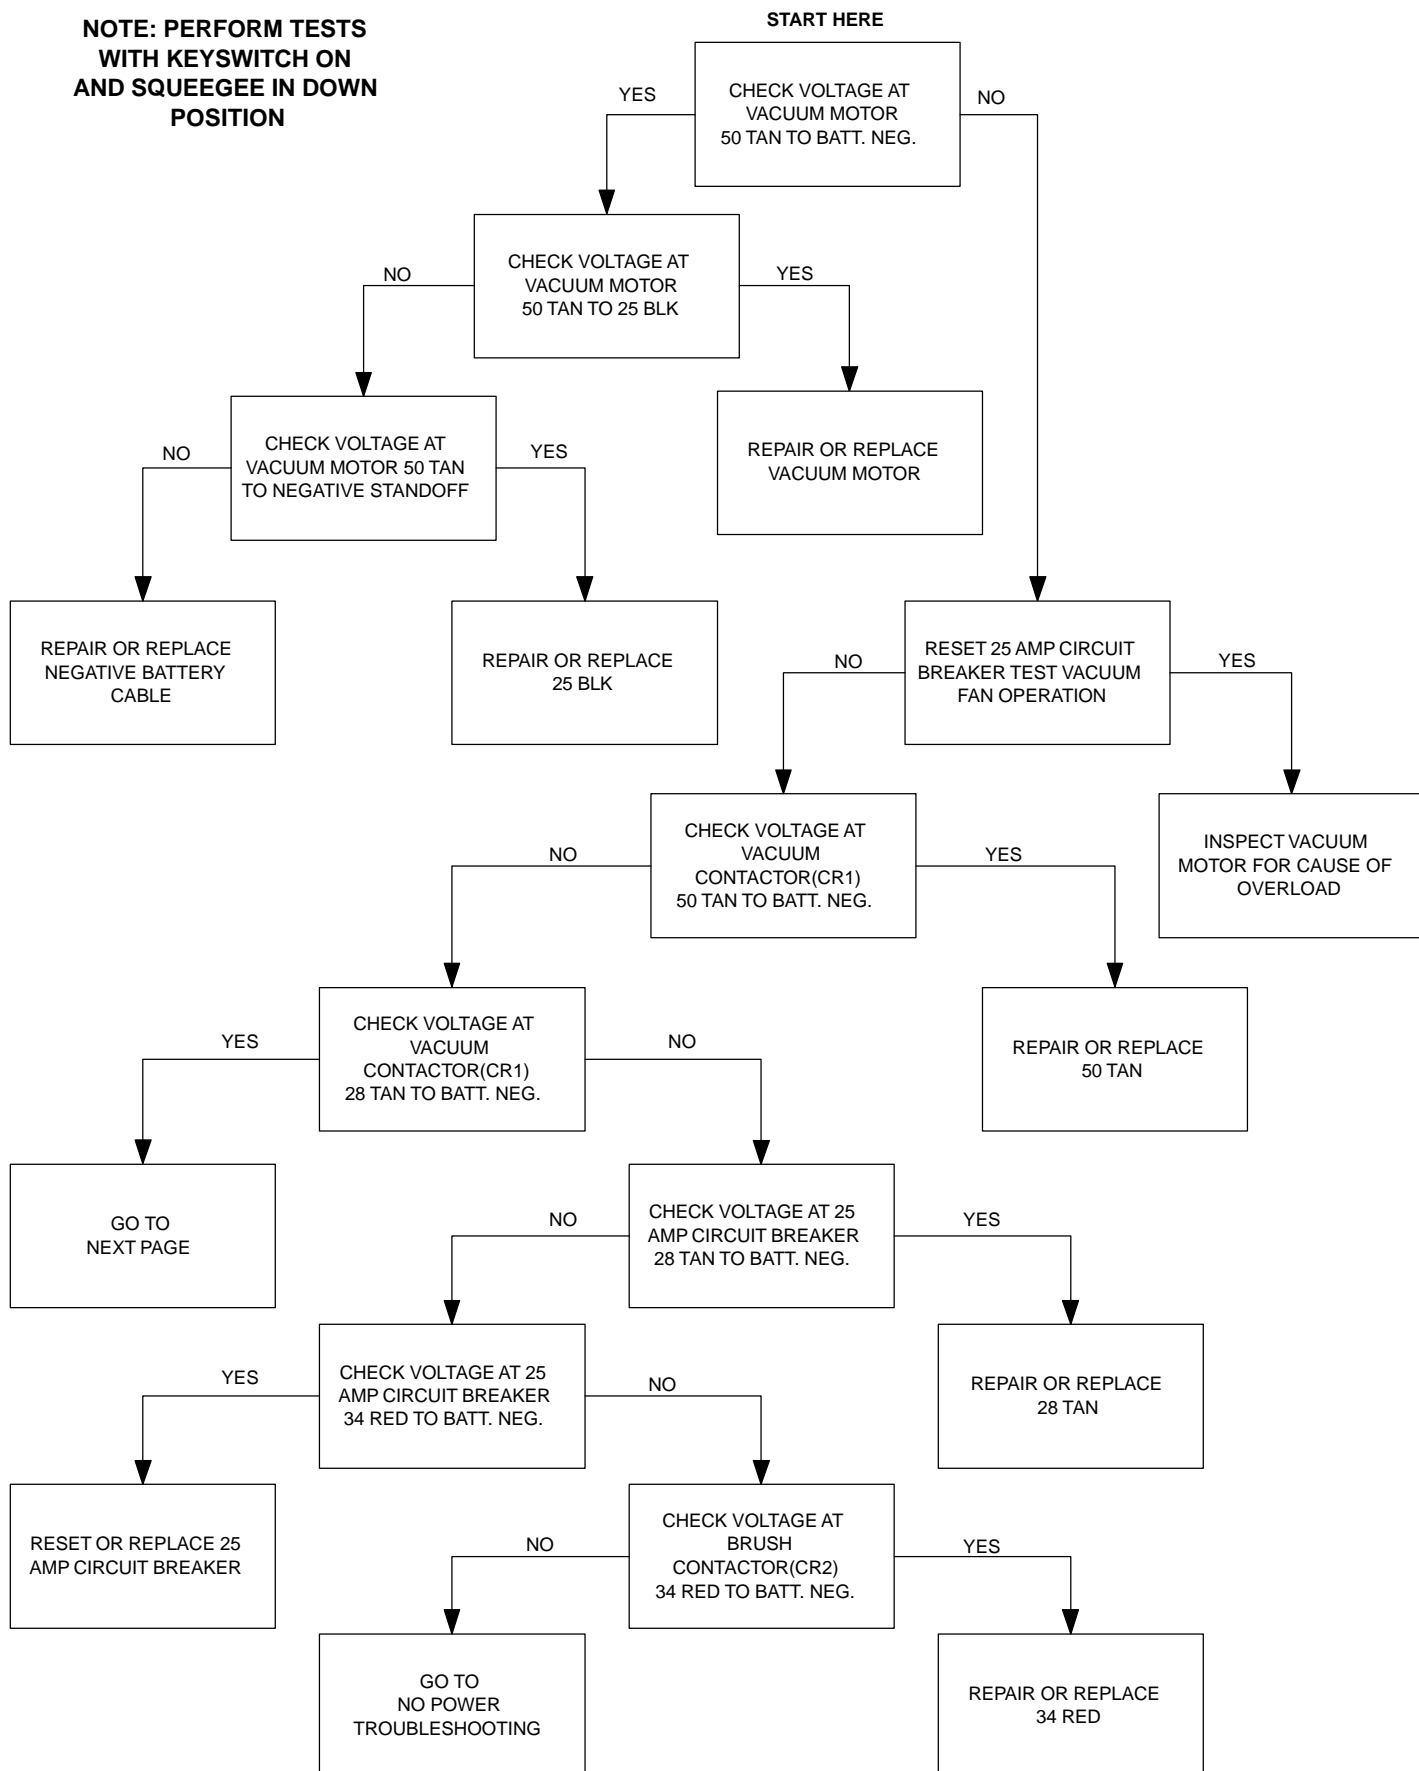 NOTE: PERFORM TESTS
WITH KEYSWITCH ON
AND SQUEEGEE IN DOWN
POSITION
START HERE
CHECK VOLTAGE AT
VACUUM MOTOR
50 TAN TO BATT. NEG.
YES
NO
CHECK VOLTAGE AT
VACUUM MOTOR
50 TAN TO 25 BLK
NO
YES
CHECK VOLTAGE AT
VACUUM MOTOR 50 TAN
TO NEGATIVE STANDOFF
NO
YES
REPAIR OR REPLACE
VACUUM MOTOR
REPAIR OR REPLACE
NEGATIVE BATTERY
CABLE
REPAIR OR REPLACE
25 BLK
RESET 25 AMP CIRCUIT
BREAKER TEST VACUUM
FAN OPERATION
NO
YES
CHECK VOLTAGE AT
VACUUM
CONTACTOR(CR1)
50 TAN TO BATT. NEG.
NO
YES
INSPECT VACUUM
MOTOR FOR CAUSE OF
OVERLOAD
CHECK VOLTAGE AT
VACUUM
CONTACTOR(CR1)
28 TAN TO BATT. NEG.
YES
NO
REPAIR OR REPLACE
50 TAN
GO TO
NEXT PAGE
CHECK VOLTAGE AT 25
AMP CIRCUIT BREAKER
28 TAN TO BATT. NEG.
NO
YES
CHECK VOLTAGE AT 25
AMP CIRCUIT BREAKER
34 RED TO BATT. NEG.
YES
NO
REPAIR OR REPLACE
28 TAN
RESET OR REPLACE 25
AMP CIRCUIT BREAKER
CHECK VOLTAGE AT
BRUSH
CONTACTOR(CR2)
34 RED TO BATT. NEG.
NO
YES
GO TO
NO POWER
TROUBLESHOOTING
REPAIR OR REPLACE
34 RED